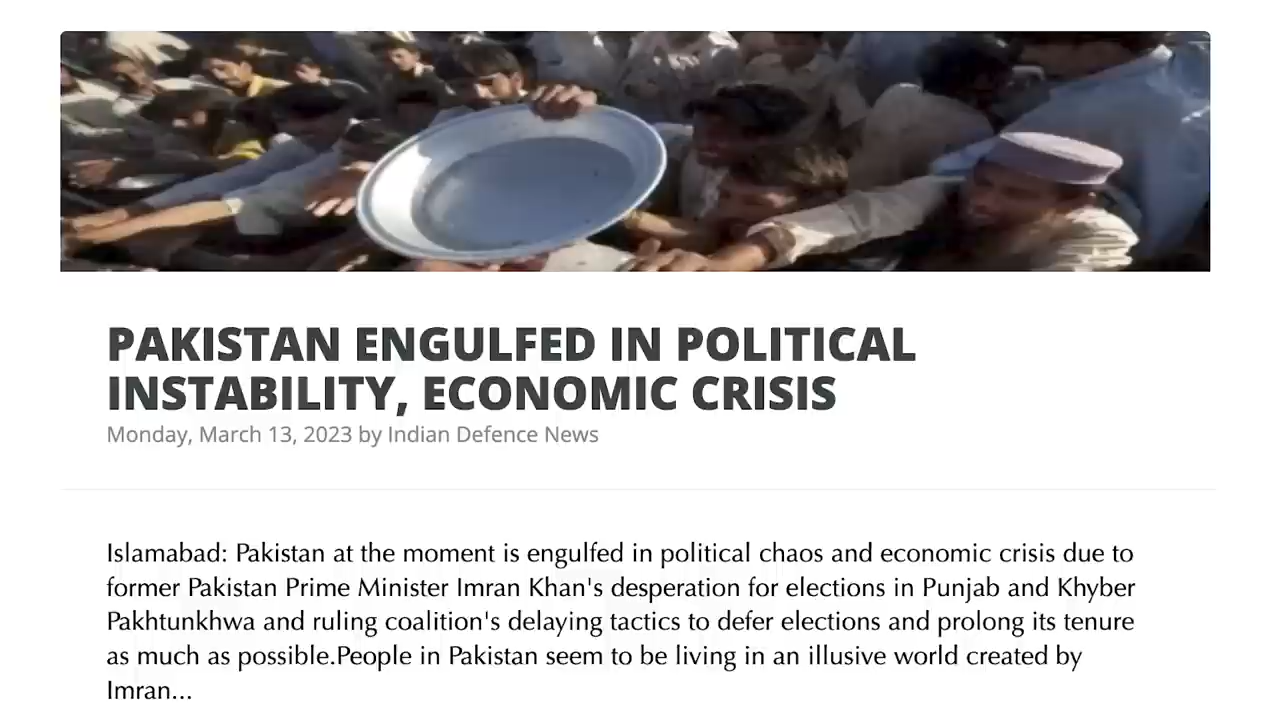 PAKISTAN ENGULFED IN POLITICAL
INSTABILITY, ECONOMIC CRISIS
Monday, March 13, 2023 by Indian Defence News
Islamabad: Pakistan at the moment is engulfed in political chaos and economic crisis due to
former Pakistan Prime Minister Imran Khan's desperation for elections in Punjab and Khyber
Pakhtunkhwa and ruling coalition's delaying tactics to defer elections and prolong its tenure
as much as possible.People in Pakistan seem to be living in an illusive world created by
Imran...